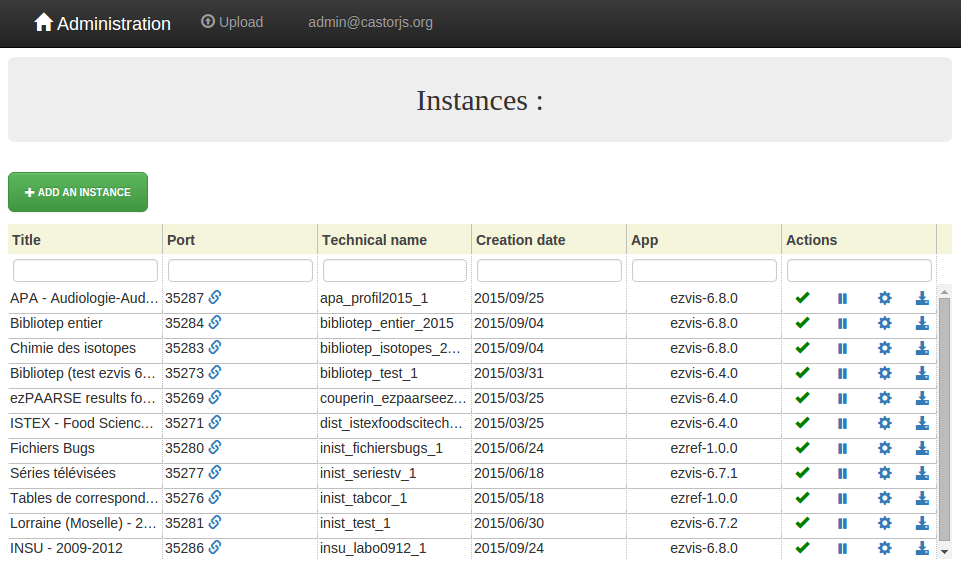 Administration Upload admin@castorjs.org
Instances :
ADD AN INSTANCE
Title Port Technical name Creation date App Actions
APA - Audiologie-Aud… 35287 apa_profil2015_1 2015/09/25 ezvis-6.8.0
Bibliotep entier 35284 bibliotep_entier_2015 2015/09/04 ezvis-6.8.0
Chimie des isotopes 35283 bibliotep_isotopes_2… 2015/09/04 ezvis-6.8.0
Bibliotep (test ezvis 6… 35273 bibliotep_test_1 2015/03/31 ezvis-6.4.0
ezPAARSE results fo… 35269 couperin_ezpaarseez… 2015/03/25 ezvis-6.4.0
ISTEX - Food Scienc… 35271 dist_istexfoodscitech… 2015/03/25 ezvis-6.4.0
Fichiers Bugs 35280 inist_fichiersbugs_1 2015/06/24 ezref-1.0.0
Séries télévisées 35277 inist_seriestv_1 2015/06/18 ezvis-6.7.1
Tables de correspond… 35276 inist_tabcor_1 2015/05/18 ezref-1.0.0
Lorraine (Moselle) - 2… 35281 inist_test_1 2015/06/30 ezvis-6.7.2
INSU - 2009-2012 35286 insu_labo0912_1 2015/09/24 ezvis-6.8.0